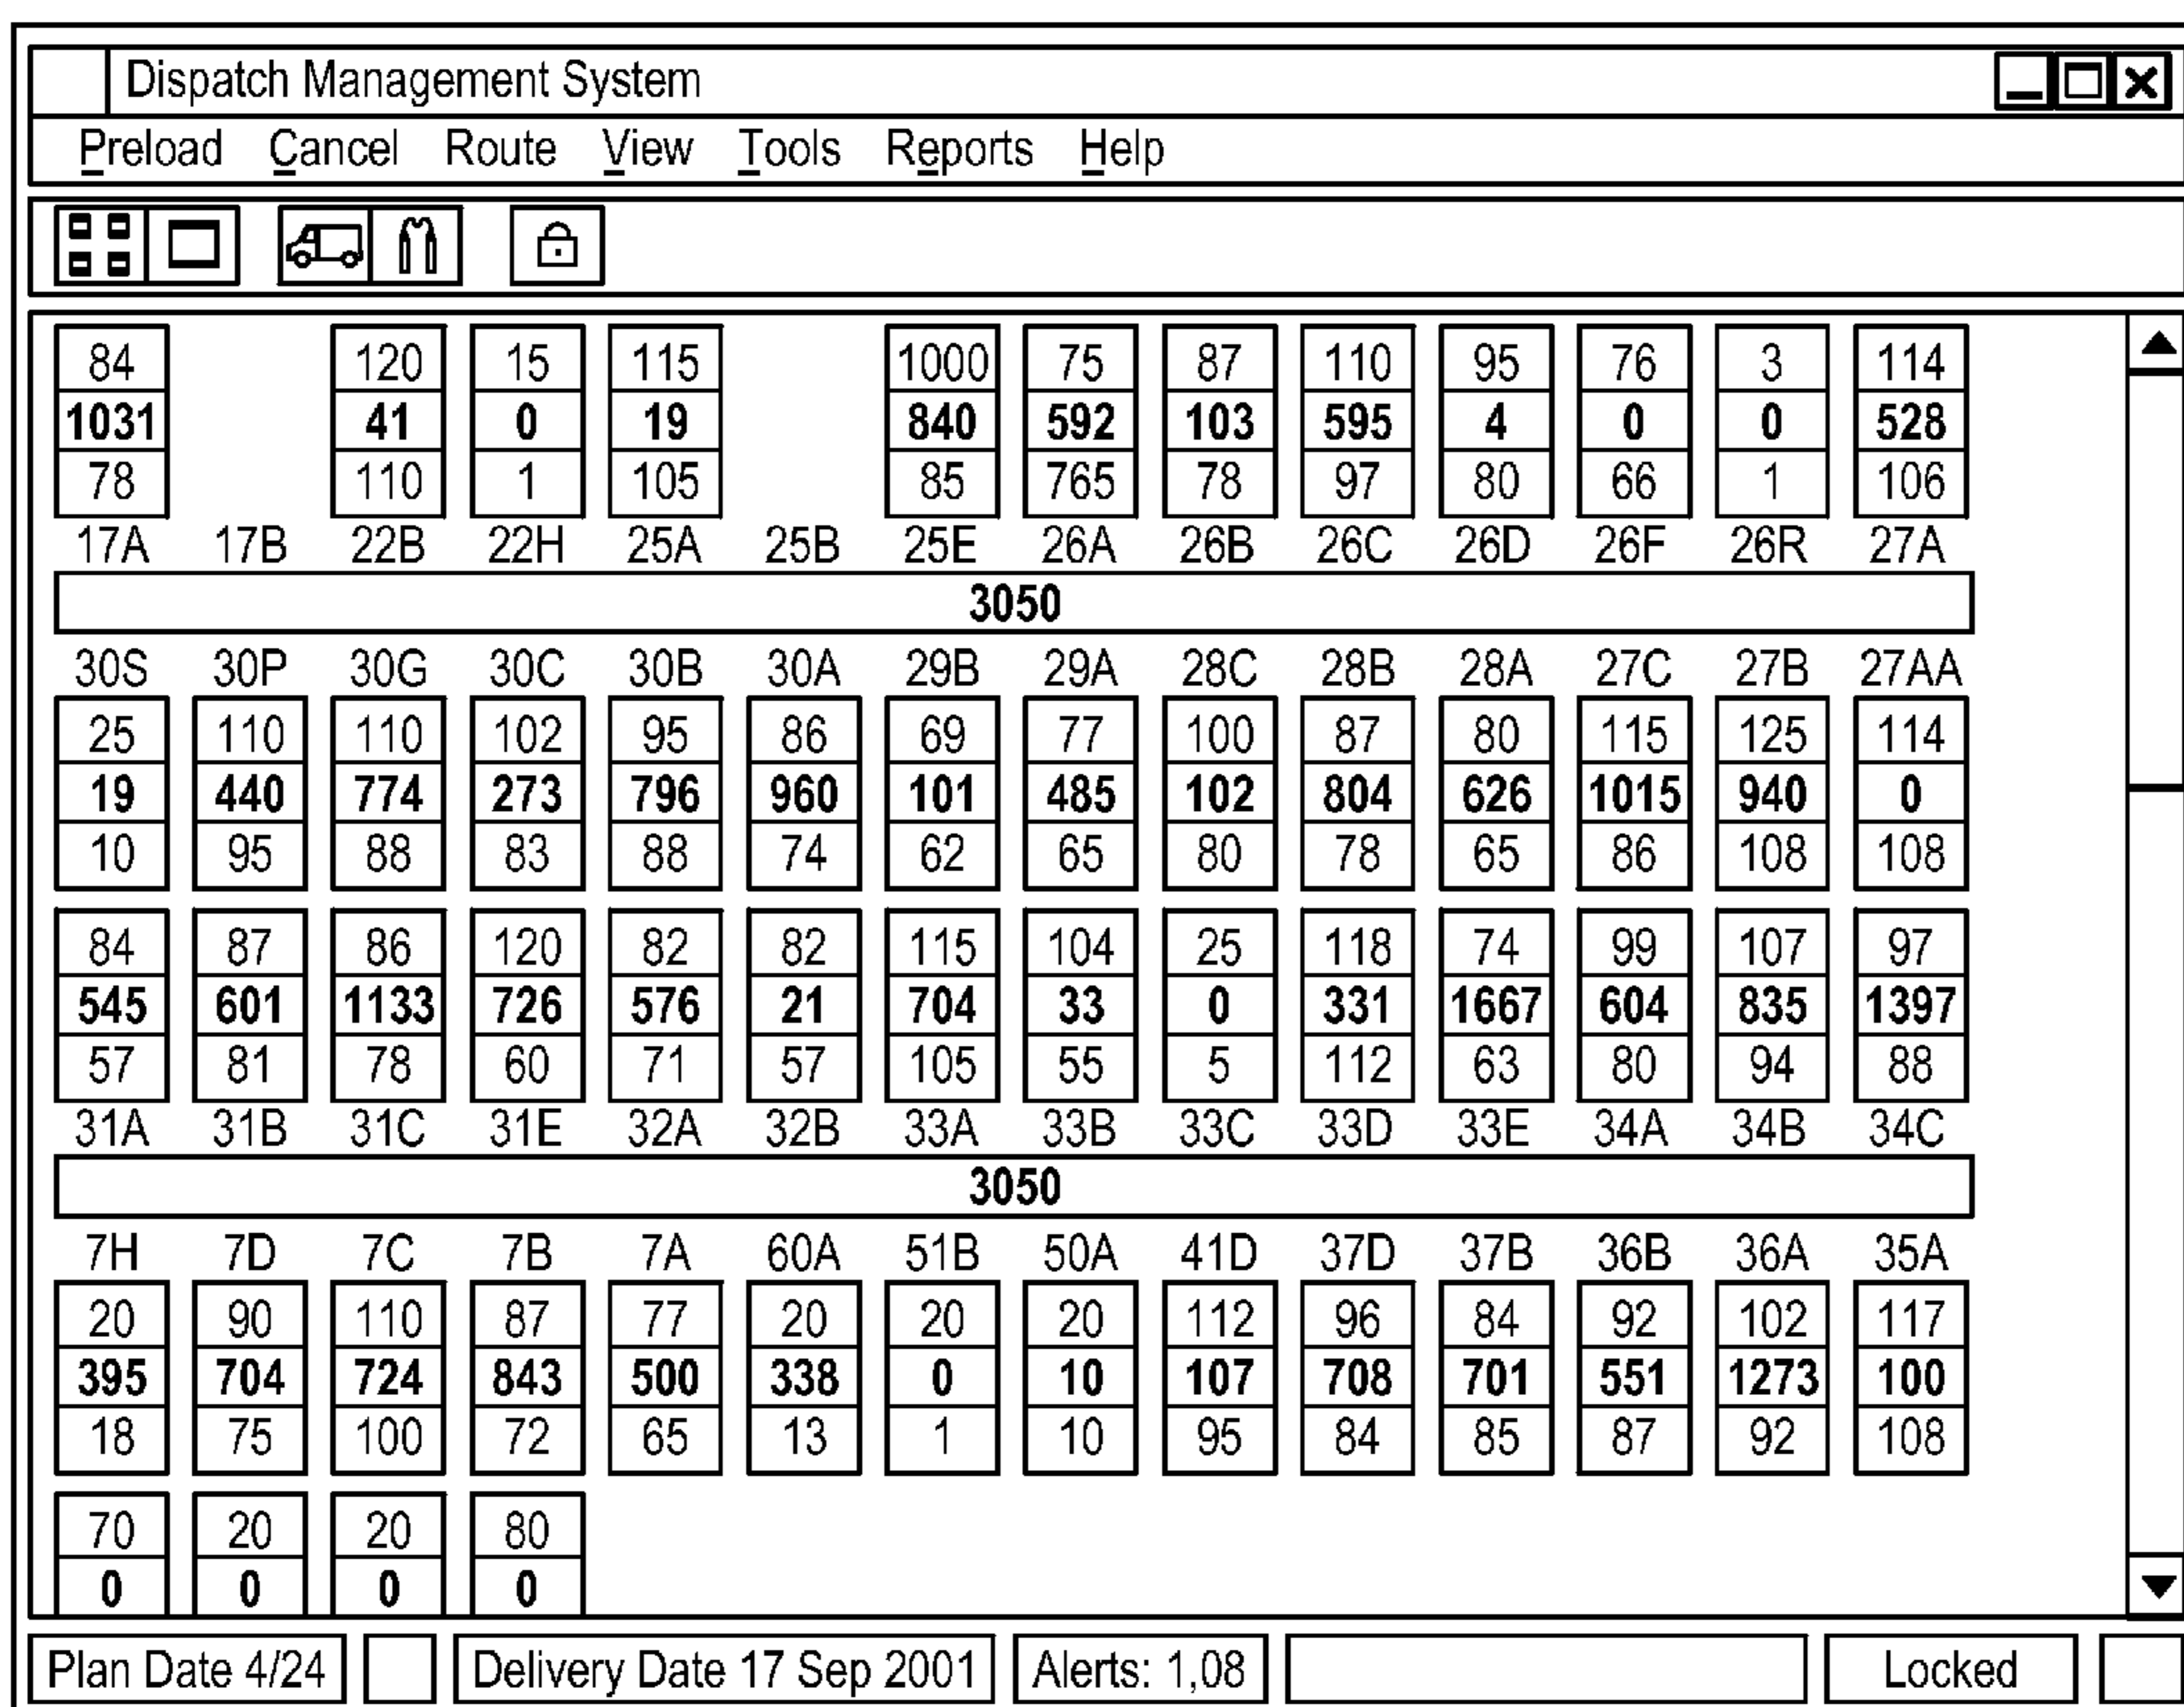 Dispatch Management System
Preload Cancel Route View Tools Reports Help
84 120 15 115 1000 75 87 110 95 76 3 114
1031 41 0 19 840 592 103 595 4 0 0 528
78 110 1 105 85 765 78 97 80 66 1 106
17A 17B 22B 22H 25A 25B 25E 26A 26B 26C 26D 26F 26R 27A
3050
30S 30P 30G 30C 30B 30A 29B 29A 28C 28B 28A 27C 27B 27AA
25 110 110 102 95 86 69 77 100 87 80 115 125 114
19 440 774 273 796 960 101 485 102 804 626 1015 940 0
10 95 88 83 88 74 62 65 80 78 65 86 108 108
84 87 86 120 82 82 115 104 25 118 74 99 107 97
545 601 1133 726 576 21 704 33 0 331 1667 604 835 1397
57 81 78 60 71 57 105 55 5 112 63 80 94 88
31A 31B 31C 31E 32A 32B 33A 33B 33C 33D 33E 34A 34B 34C
3050
7H 7D 7C 7B 7A 60A 51B 50A 41D 37D 37B 36B 36A 35A
20 90 110 87 77 20 20 20 112 96 84 92 102 117
395 704 724 843 500 338 0 10 107 708 701 551 1273 100
18 75 100 72 65 13 1 10 95 84 85 87 92 108
70 20 20 80
0 0 0 0
Plan Date 4/24 Delivery Date 17 Sep 2001 Alerts: 1,08 Locked